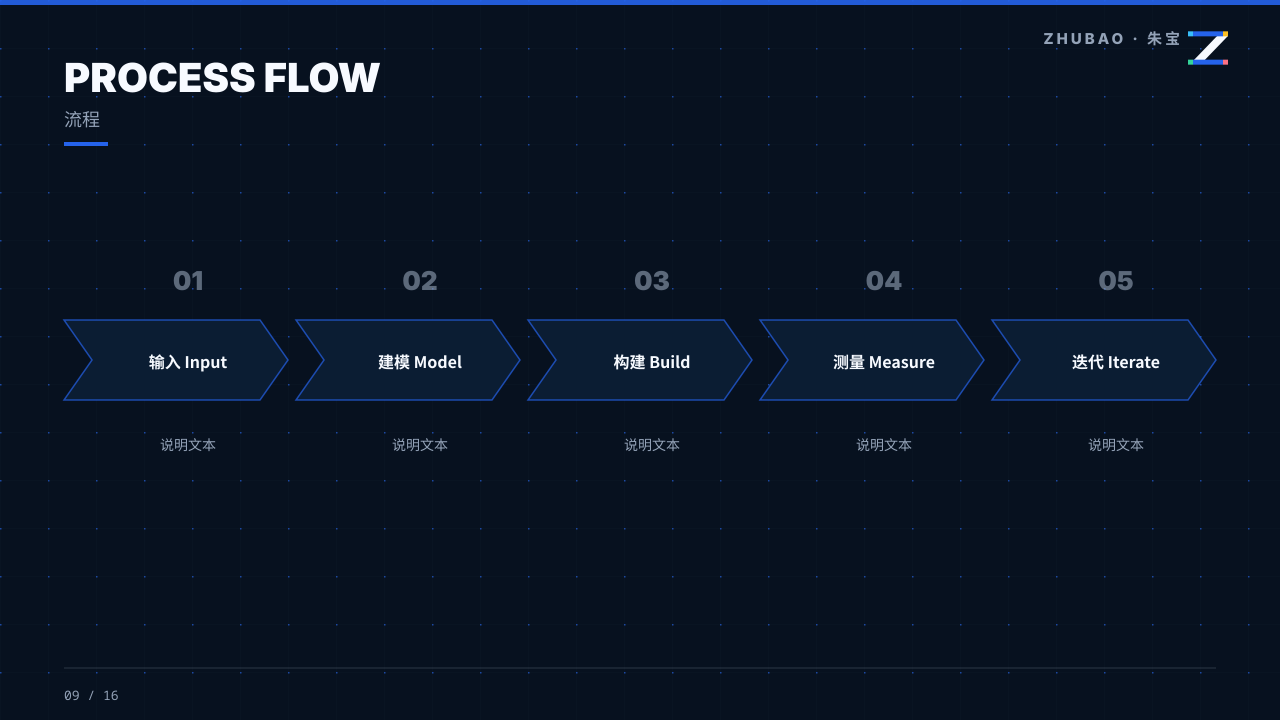 ZHUBAO · 朱宝
PROCESS FLOW
流程
01
02
03
04
05
输入 Input
建模 Model
构建 Build
测量 Measure
迭代 Iterate
说明文本
说明文本
说明文本
说明文本
说明文本
09 / 16